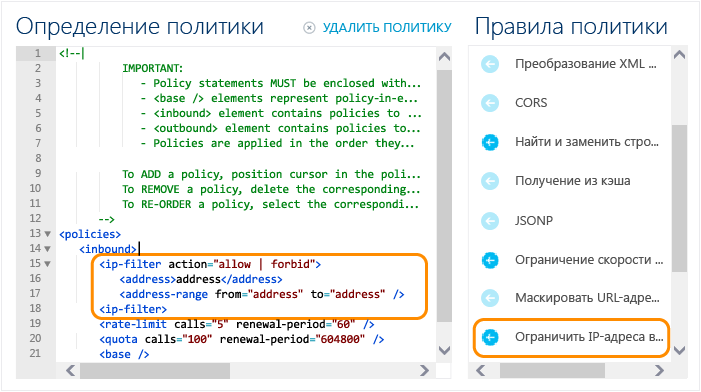 Определение политики
УДАЛИТЬ ПОЛИТИКУ
1 <!--
2 IMPORTANT:
3 - Policy statements MUST be enclosed with...
4 - <base /> elements represent policy-in-e...
5 - <inbound> element contains policies to ...
6 - <outbound> element contains policies to...
7 - Policies are applied in the order they...
8
9 To ADD a policy, position cursor in the poli...
10 To REMOVE a policy, delete the corresponding...
11 To RE-ORDER a policy, select the correspondi...
12 -->
13 <policies>
14 <inbound>
15 <ip-filter action="allow | forbid">
16 <address>address</address>
17 <address-range from="address" to="address" />
18 <ip-filter>
19 <rate-limit calls="5" renewal-period="60" />
20 <quota calls="100" renewal-period="604800" />
21 <base />
Правила политики
Преобразование XML ...
CORS
Найти и заменить стро...
Получение из кэша
JSONP
Ограничение скорости ...
Маскировать URL-адре...
Ограничить IP-адреса в...